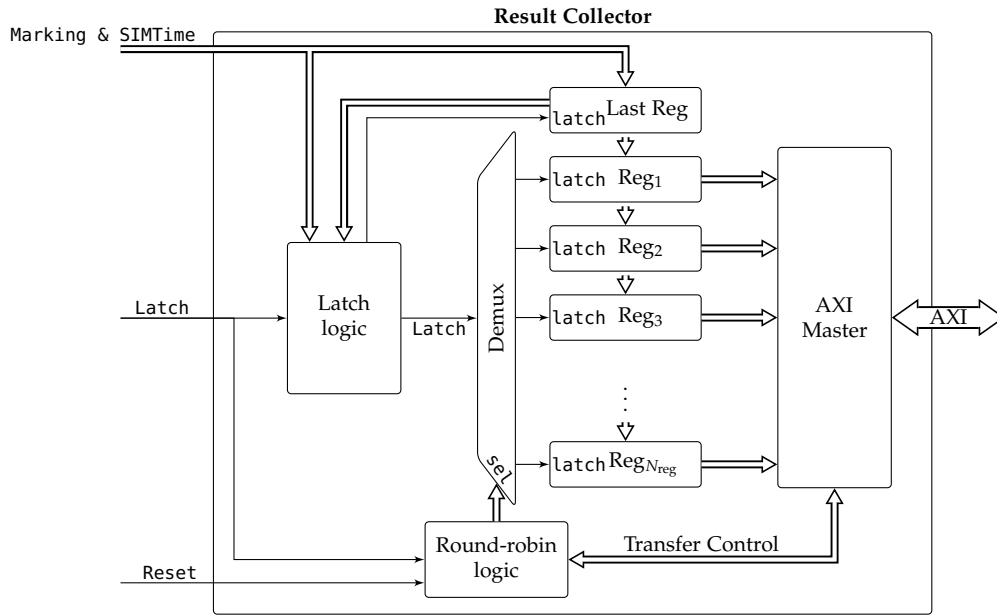 Result Collector
Marking & SIMTime
latch Last Reg
latch Reg1
latch Reg2
Latch
Latch
logic
Latch
Demux
latch Reg3
AXI
Master
AXI
sel
latch RegNreg
Round-robin
logic
Transfer Control
Reset